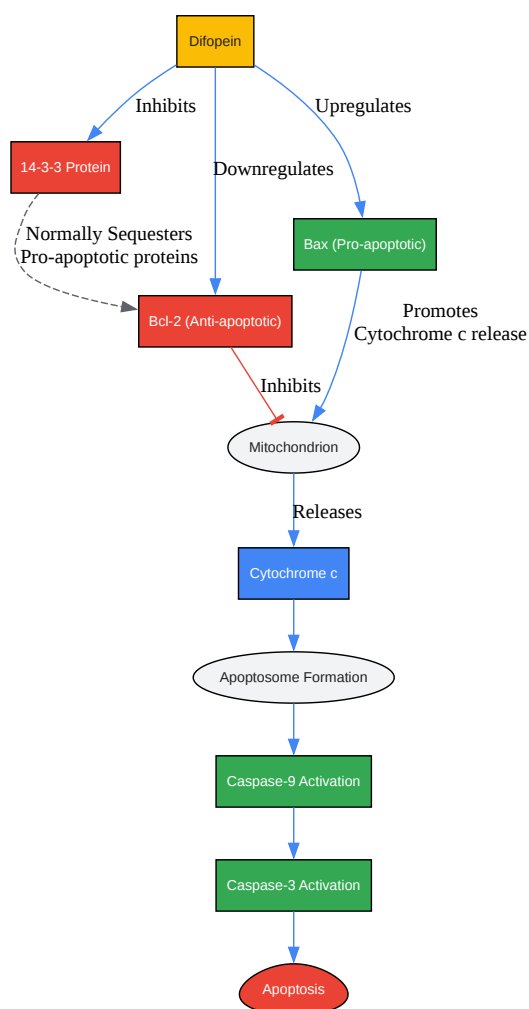 Difopein
Inhibits
Upregulates
14-3-3 Protein
Downregulates
Normally Sequesters
Pro-apoptotic proteins
Bax (Pro-apoptotic)
Bcl-2 (Anti-apoptotic)
Promotes
Cytochrome c release
Inhibits
Mitochondrion
Releases
Cytochrome c
Apoptosome Formation
Caspase-9 Activation
Caspase-3 Activation
Apoptosis